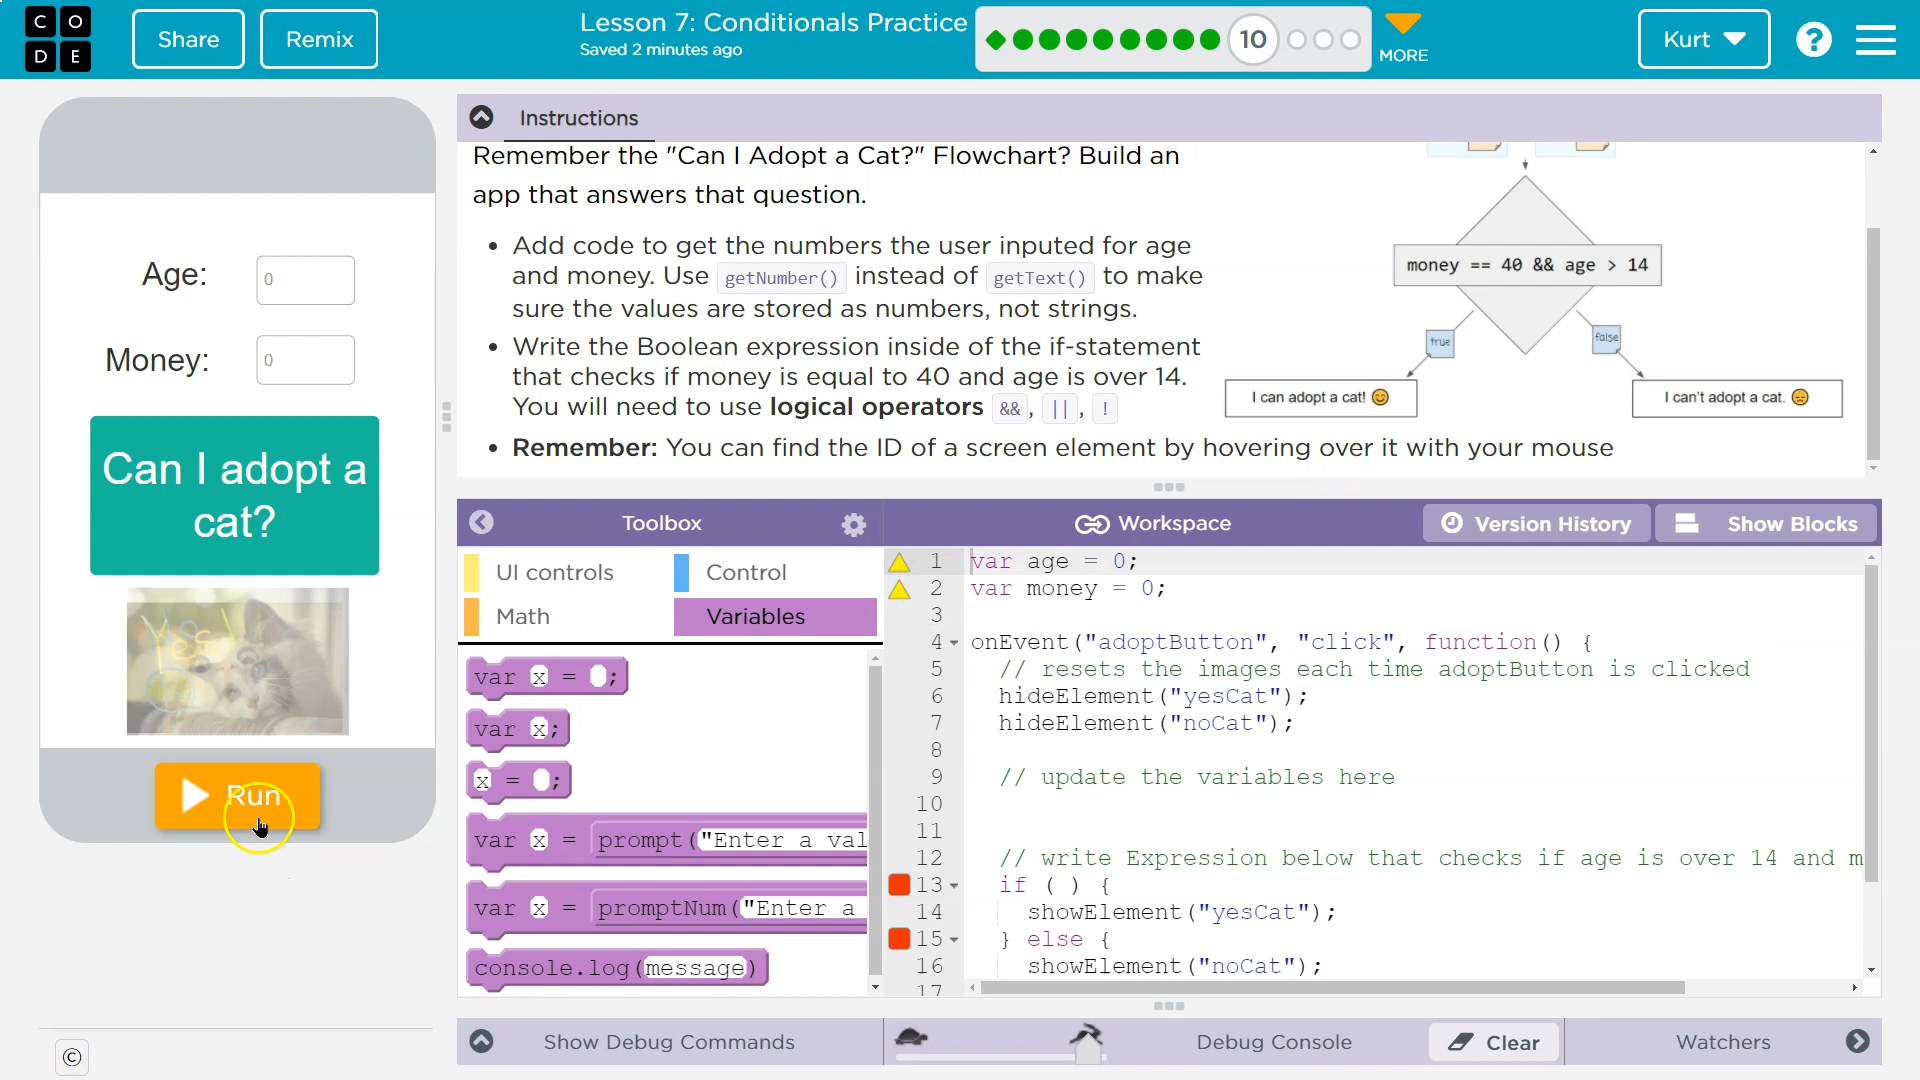 CODE
Share
Remix
Lesson 7: Conditionals Practice
Saved 2 minutes ago
10
MORE
Kurt
?
Instructions
Remember the "Can I Adopt a Cat?" Flowchart? Build an
app that answers that question.
• Add code to get the numbers the user inputed for age
and money. Use getNumber() instead of getText() to make
sure the values are stored as numbers, not strings.
• Write the Boolean expression inside of the if-statement
that checks if money is equal to 40 and age is over 14.
You will need to use logical operators &&, ||, !
• Remember: You can find the ID of a screen element by hovering over it with your mouse
money == 40 && age > 14
true
false
I can adopt a cat! 😊
I can't adopt a cat. 😞
Age:
0
Money:
0
Can I adopt a
cat?
Yes!
Run
©
Toolbox
UI controls
Control
Math
Variables
var x = ;
var x;
x = ;
var x = prompt("Enter a val
var x = promptNum("Enter a
console.log(message)
Workspace
Version History
Show Blocks
1 var age = 0;
2 var money = 0;
3
4 onEvent("adoptButton", "click", function() {
5 // resets the images each time adoptButton is clicked
6 hideElement("yesCat");
7 hideElement("noCat");
8
9 // update the variables here
10
11
12 // write Expression below that checks if age is over 14 and m
13 if ( ) {
14 showElement("yesCat");
15 } else {
16 showElement("noCat");
17
Show Debug Commands
Debug Console
Clear
Watchers